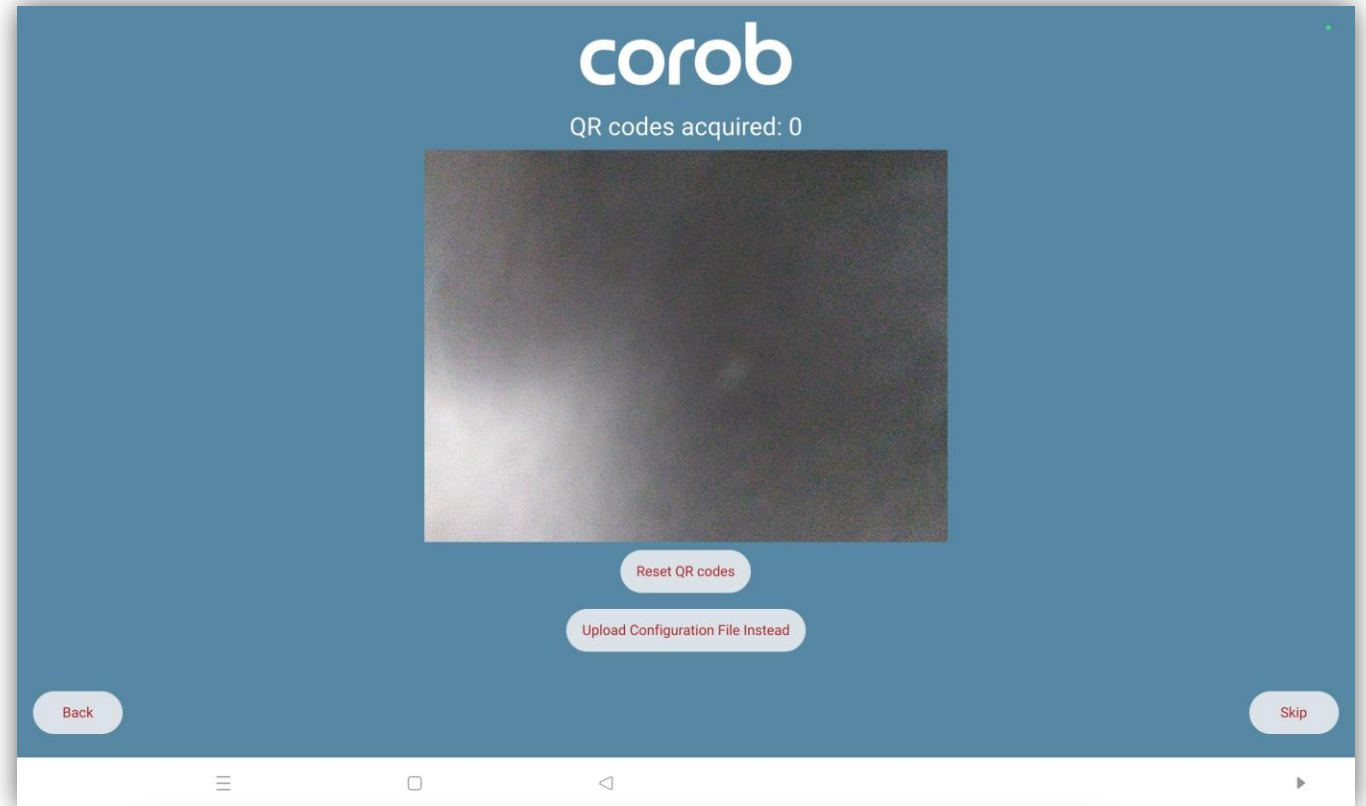 corob
QR codes acquired: 0
Reset QR codes
Upload Configuration File Instead
Back
Skip